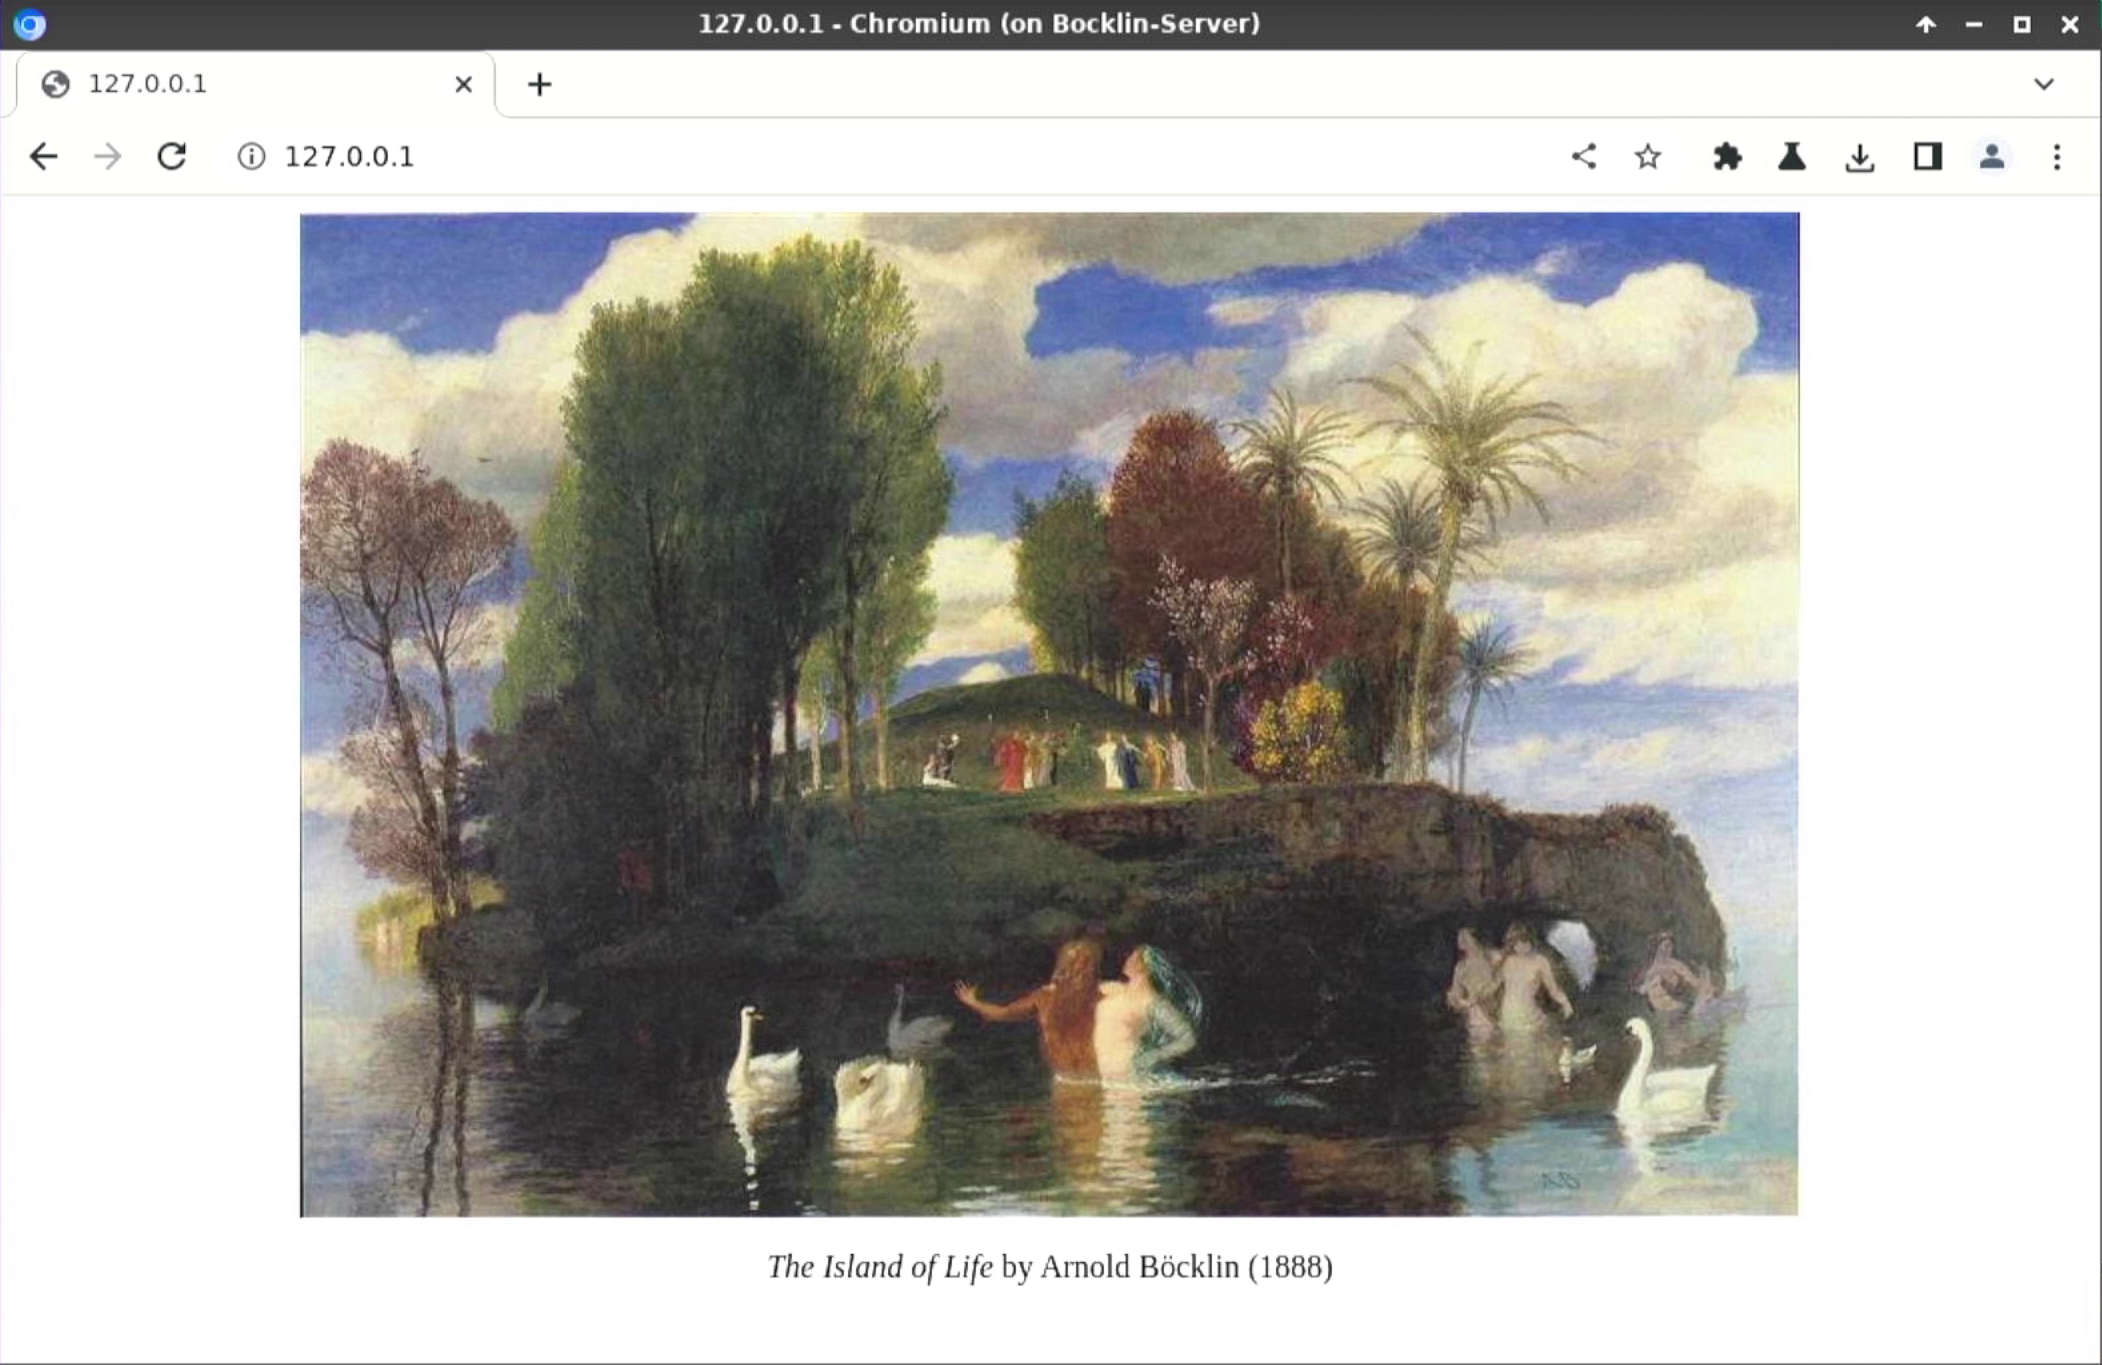 127.0.0.1 - Chromium (on Bocklin-Server)
127.0.0.1
127.0.0.1
The Island of Life by Arnold Böcklin (1888)